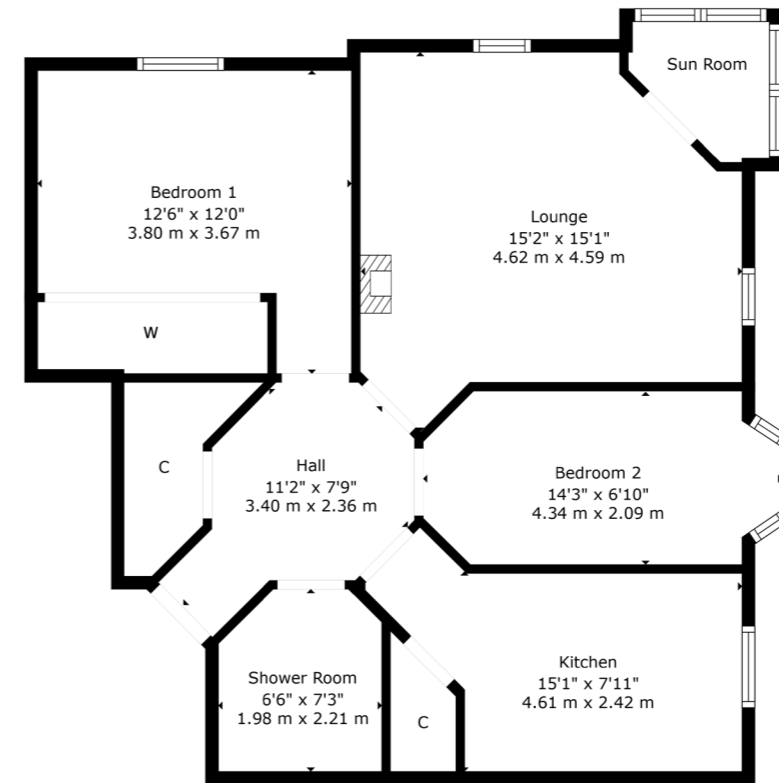 Sun Room
Bedroom 1
12'6" x 12'0"
3.80 m x 3.67 m
Lounge
15'2" x 15'1"
4.62 m x 4.59 m
W
C
Hall
11'2" x 7'9"
3.40 m x 2.36 m
Bedroom 2
14'3" x 6'10"
4.34 m x 2.09 m
Shower Room
6'6" x 7'3"
1.98 m x 2.21 m
C
Kitchen
15'1" x 7'11"
4.61 m x 2.42 m